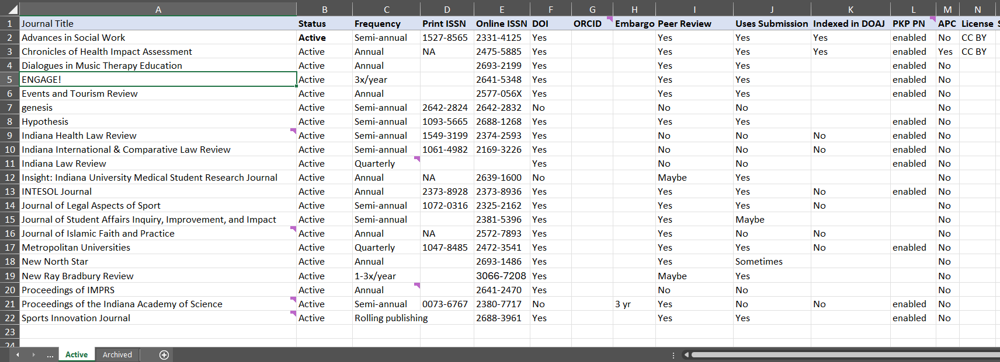 A B C D E F G H I J K L M N
1 Journal Title Status Frequency Print ISSN Online ISSN DOI ORCID Embargo Peer Review Uses Submission Indexed in DOAJ PKP PN APC License
2 Advances in Social Work Active Semi-annual 1527-8565 2331-4125 Yes Yes Yes Yes enabled No CC BY
3 Chronicles of Health Impact Assessment Active Annual NA 2475-5885 Yes Yes Yes Yes enabled Yes CC BY
4 Dialogues in Music Therapy Education Active Annual 2693-2199 Yes Yes Yes enabled No
5 ENGAGE! Active 3x/year 2641-5348 Yes Yes Yes enabled No
6 Events and Tourism Review Active Annual 2577-056X Yes Yes Yes enabled No
7 genesis Active Semi-annual 2642-2824 2642-2832 No No No No
8 Hypothesis Active Semi-annual 1093-5665 2688-1268 Yes Yes Yes enabled No
9 Indiana Health Law Review Active Semi-annual 1549-3199 2374-2593 Yes No No No enabled No
10 Indiana International & Comparative Law Review Active Semi-annual 1061-4982 2169-3226 Yes No No No enabled No
11 Indiana Law Review Active Quarterly Yes No No enabled No
12 Insight: Indiana University Medical Student Research Journal Active Annual NA 2639-1600 No Maybe Yes No
13 INTESOL Journal Active Annual 2373-8928 2373-8936 Yes Yes Yes No enabled No
14 Journal of Legal Aspects of Sport Active Semi-annual 1072-0316 2325-2162 Yes Yes Yes No No
15 Journal of Student Affairs Inquiry, Improvement, and Impact Active Semi-annual 2381-5396 Yes Yes Maybe No
16 Journal of Islamic Faith and Practice Active Annual NA 2572-7893 Yes Yes No No No
17 Metropolitan Universities Active Quarterly 1047-8485 2472-3541 Yes Yes Yes No enabled No
18 New North Star Active Annual 2693-1486 Yes Yes Sometimes No
19 New Ray Bradbury Review Active 1-3x/year 3066-7208 Yes Maybe Yes No
20 Proceedings of IMPRS Active Annual 2641-2470 Yes No No No
21 Proceedings of the Indiana Academy of Science Active Semi-annual 0073-6767 2380-7717 No 3 yr Yes No No enabled No
22 Sports Innovation Journal Active Rolling publishing 2688-3961 Yes Yes Yes enabled No
23
24
... Active Archived